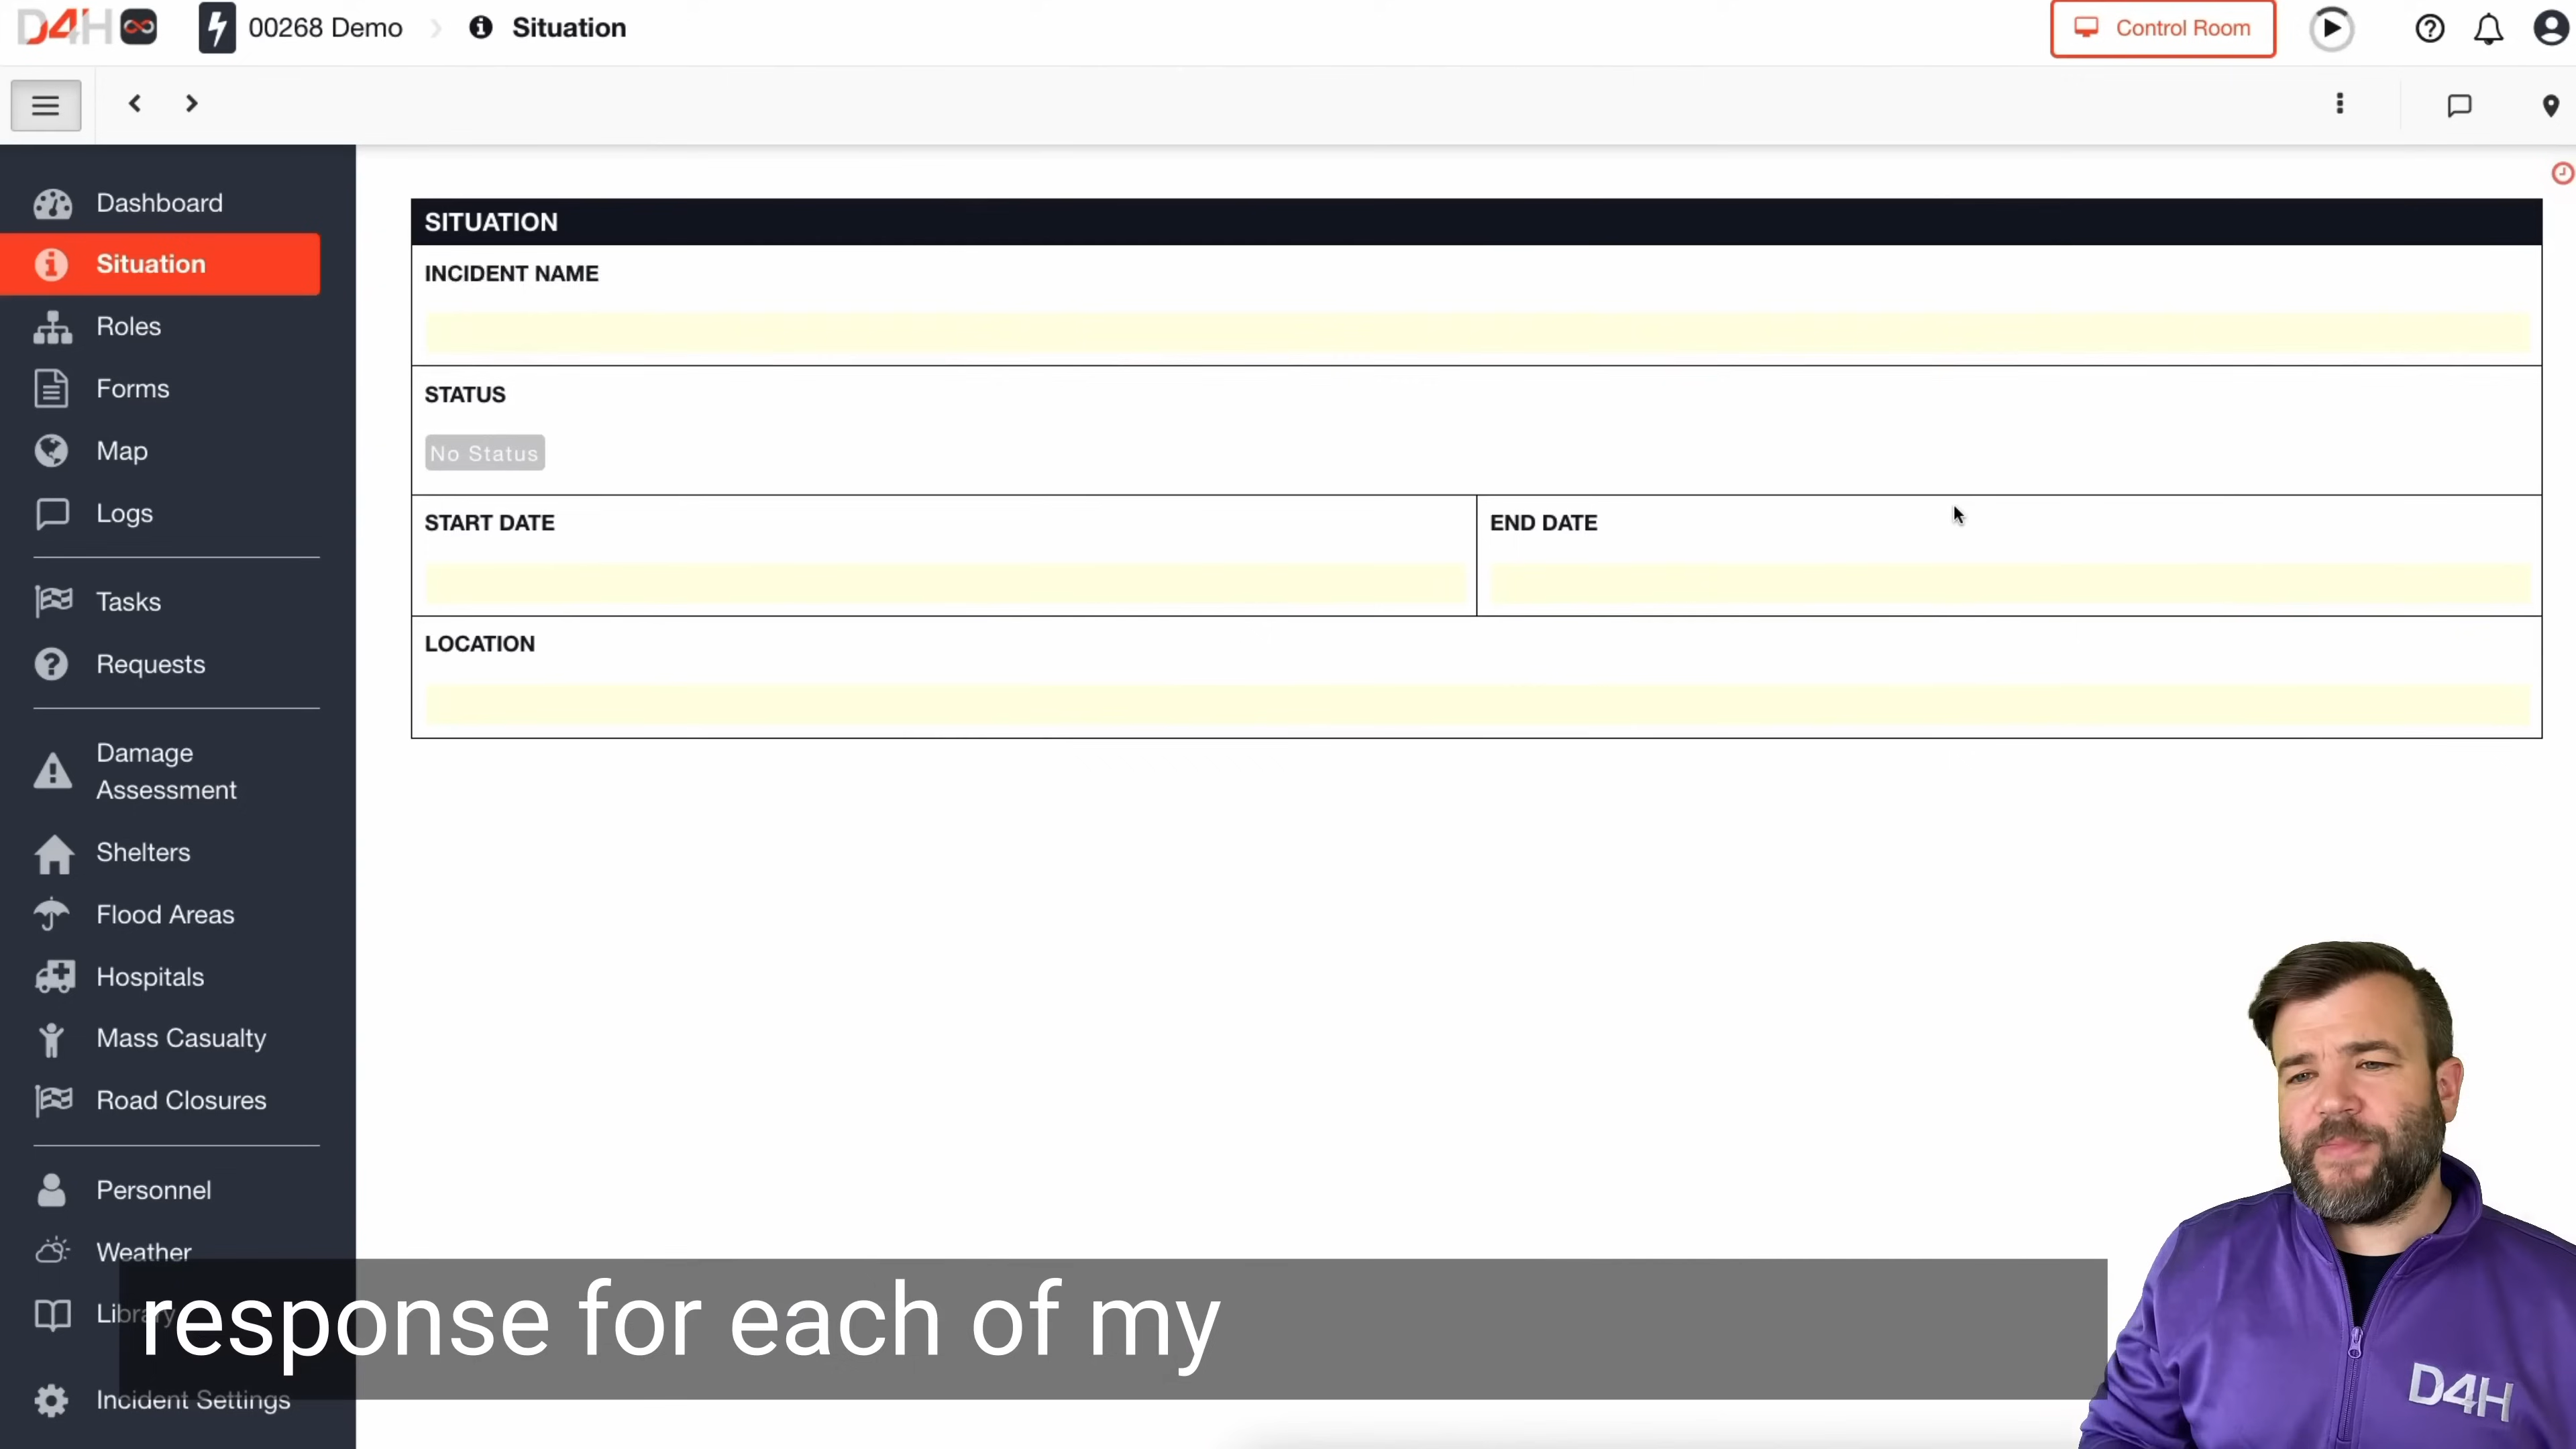 D4H
00268 Demo
Situation
Control Room
Dashboard
Situation
Roles
Forms
Map
Logs
Tasks
Requests
Damage
Assessment
Shelters
Flood Areas
Hospitals
Mass Casualty
Road Closures
Personnel
Weather
Library
Incident Settings
SITUATION
INCIDENT NAME
STATUS
No Status
START DATE
END DATE
LOCATION
response for each of my
D4H